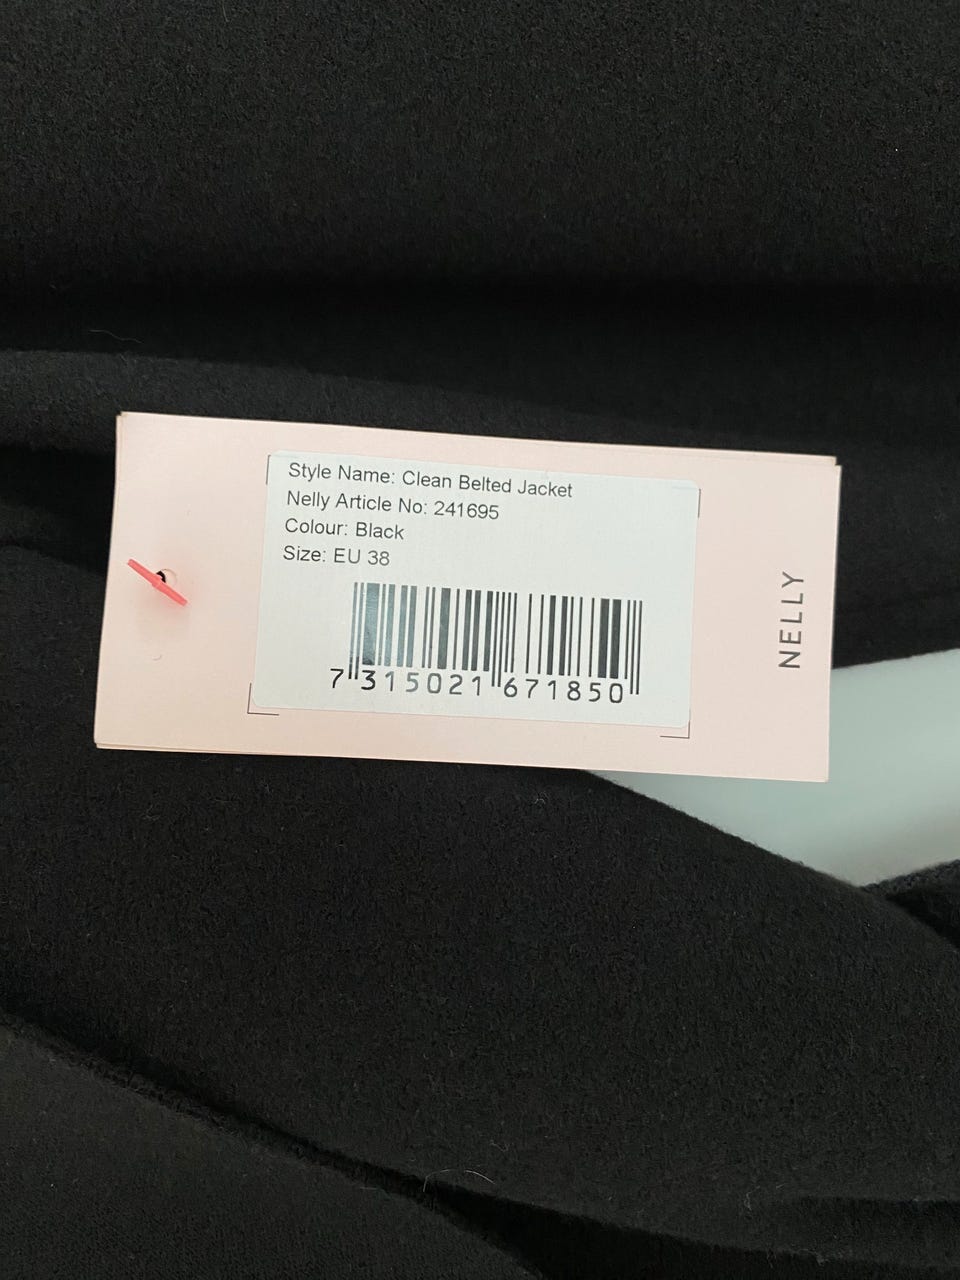 Style Name: Clean Belted Jacket
Nelly Article No: 241695
Colour: Black
Size: EU 38
7 315021 671850
NELLY